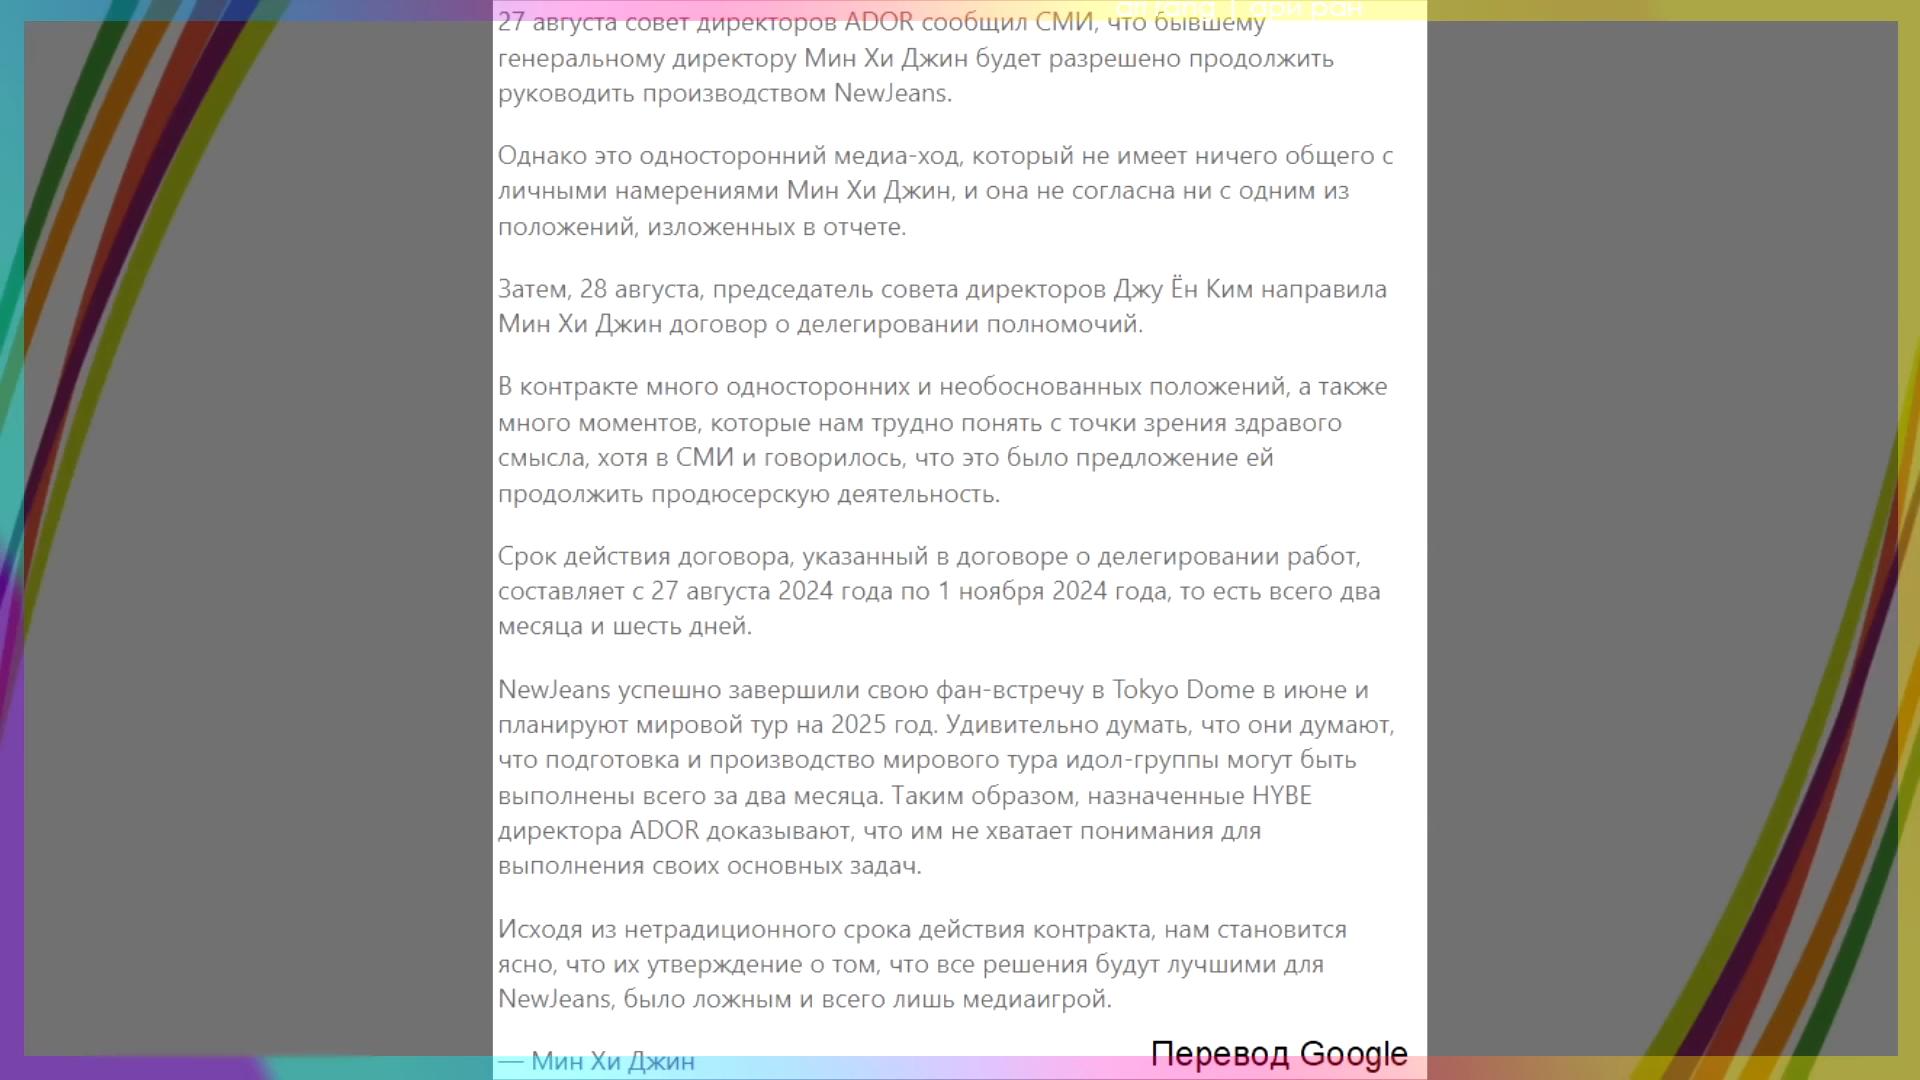 an rang | ари ран
27 августа совет директоров ADOR сообщил СМИ, что бывшему
генеральному директору Мин Хи Джин будет разрешено продолжить
руководить производством NewJeans.
Однако это односторонний медиа-ход, который не имеет ничего общего с
личными намерениями Мин Хи Джин, и она не согласна ни с одним из
положений, изложенных в отчете.
Затем, 28 августа, председатель совета директоров Джу Ён Ким направила
Мин Хи Джин договор о делегировании полномочий.
В контракте много односторонних и необоснованных положений, а также
много моментов, которые нам трудно понять с точки зрения здравого
смысла, хотя в СМИ и говорилось, что это было предложение ей
продолжить продюсерскую деятельность.
Срок действия договора, указанный в договоре о делегировании работ,
составляет с 27 августа 2024 года по 1 ноября 2024 года, то есть всего два
месяца и шесть дней.
NewJeans успешно завершили свою фан-встречу в Tokyo Dome в июне и
планируют мировой тур на 2025 год. Удивительно думать, что они думают,
что подготовка и производство мирового тура идол-группы могут быть
выполнены всего за два месяца. Таким образом, назначенные HYBE
директора ADOR доказывают, что им не хватает понимания для
выполнения своих основных задач.
Исходя из нетрадиционного срока действия контракта, нам становится
ясно, что их утверждение о том, что все решения будут лучшими для
NewJeans, было ложным и всего лишь медиаигрой.
— Мин Хи Джин
Перевод Google